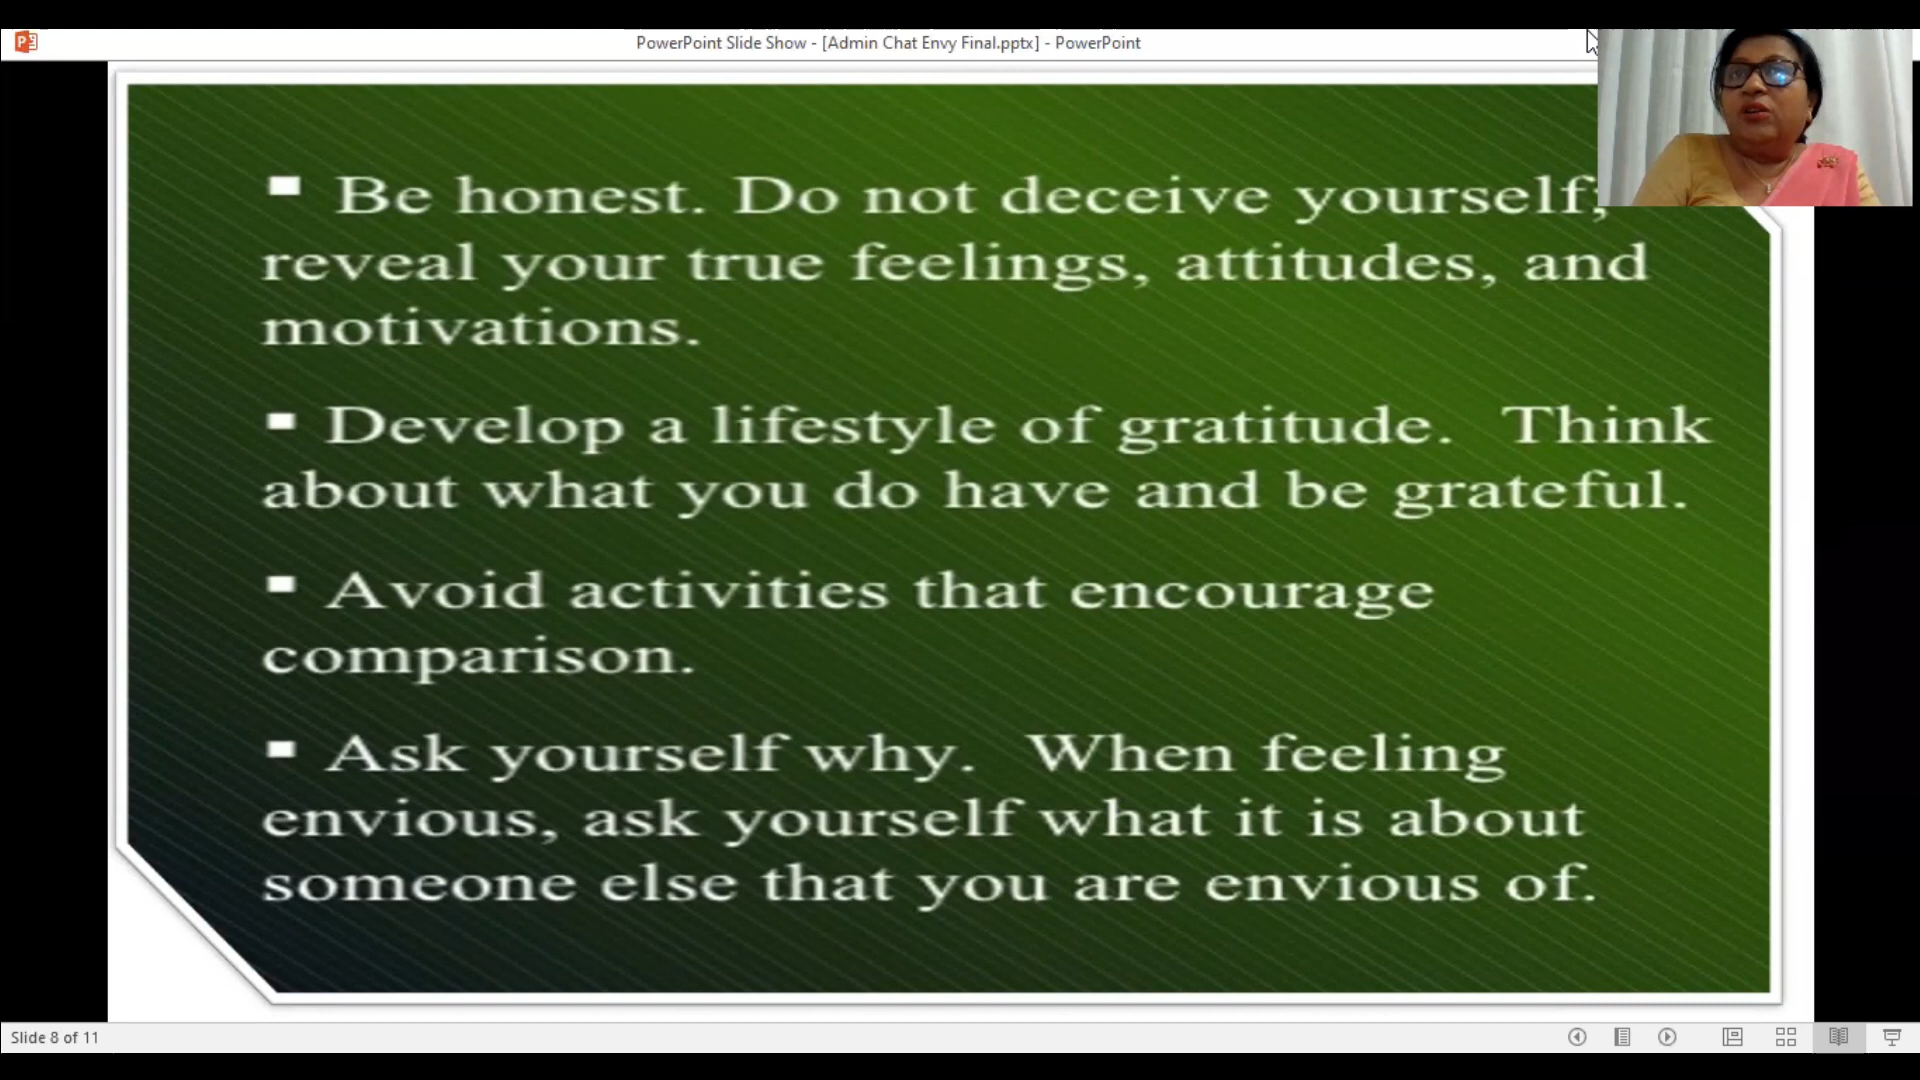 PowerPoint Slide Show - [Admin Chat Envy Final.pptx] - PowerPoint
▪ Be honest. Do not deceive yourself;
reveal your true feelings, attitudes, and
motivations.
▪ Develop a lifestyle of gratitude. Think
about what you do have and be grateful.
▪ Avoid activities that encourage
comparison.
▪ Ask yourself why. When feeling
envious, ask yourself what it is about
someone else that you are envious of.
Slide 8 of 11